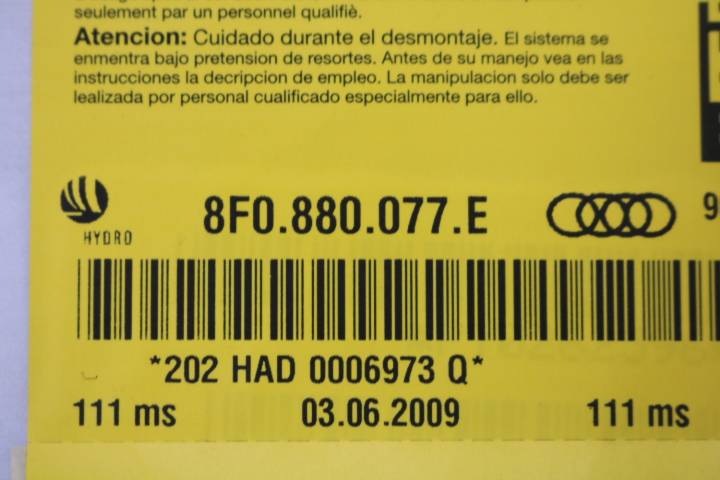 seulement par un personnel qualifiè.
Atencion: Cuidado durante el desmontaje. El sistema se
enmentra bajo pretension de resortes. Antes de su manejo vea en las
instrucciones la decripcion de empleo. La manipulacion solo debe ser
lealizada por personal cualificado especialmente para ello.
HYDRO
8F0.880.077.E
9
*202 HAD 0006973 Q*
111 ms 03.06.2009 111 ms